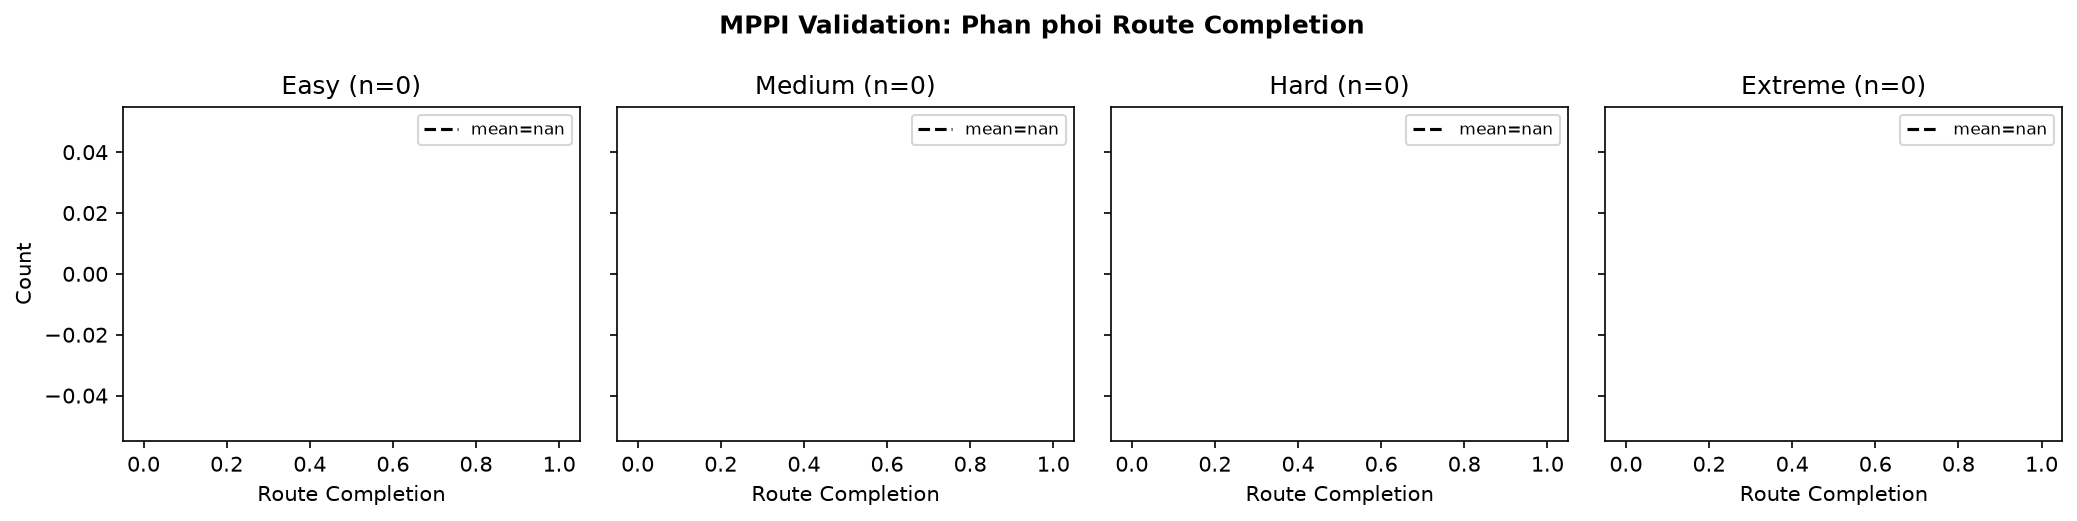 MPPI Validation: Phan phoi Route Completion
Easy (n=0)
mean=nan
Count
0.04
0.02
0.00
−0.02
−0.04
0.0 0.2 0.4 0.6 0.8 1.0
Route Completion
Medium (n=0)
mean=nan
0.0 0.2 0.4 0.6 0.8 1.0
Route Completion
Hard (n=0)
mean=nan
0.0 0.2 0.4 0.6 0.8 1.0
Route Completion
Extreme (n=0)
mean=nan
0.0 0.2 0.4 0.6 0.8 1.0
Route Completion